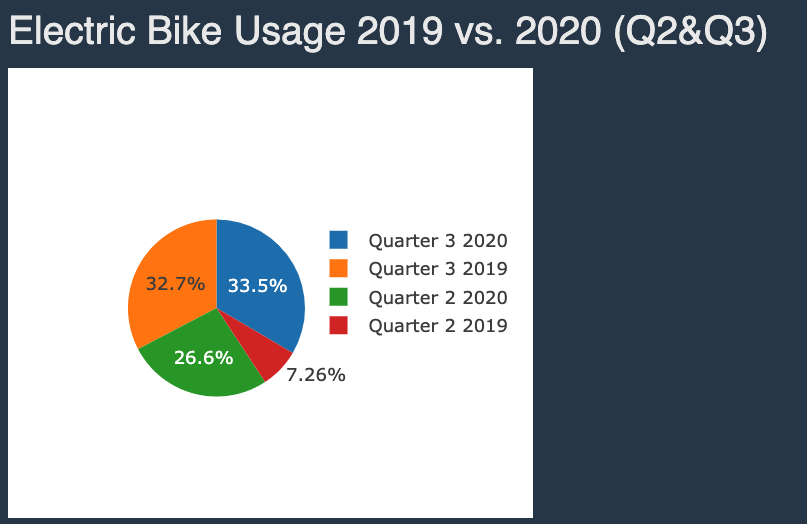 Electric Bike Usage 2019 vs. 2020 (Q2&Q3)
Quarter 3 2020
Quarter 3 2019
Quarter 2 2020
Quarter 2 2019
32.7%
33.5%
26.6%
7.26%